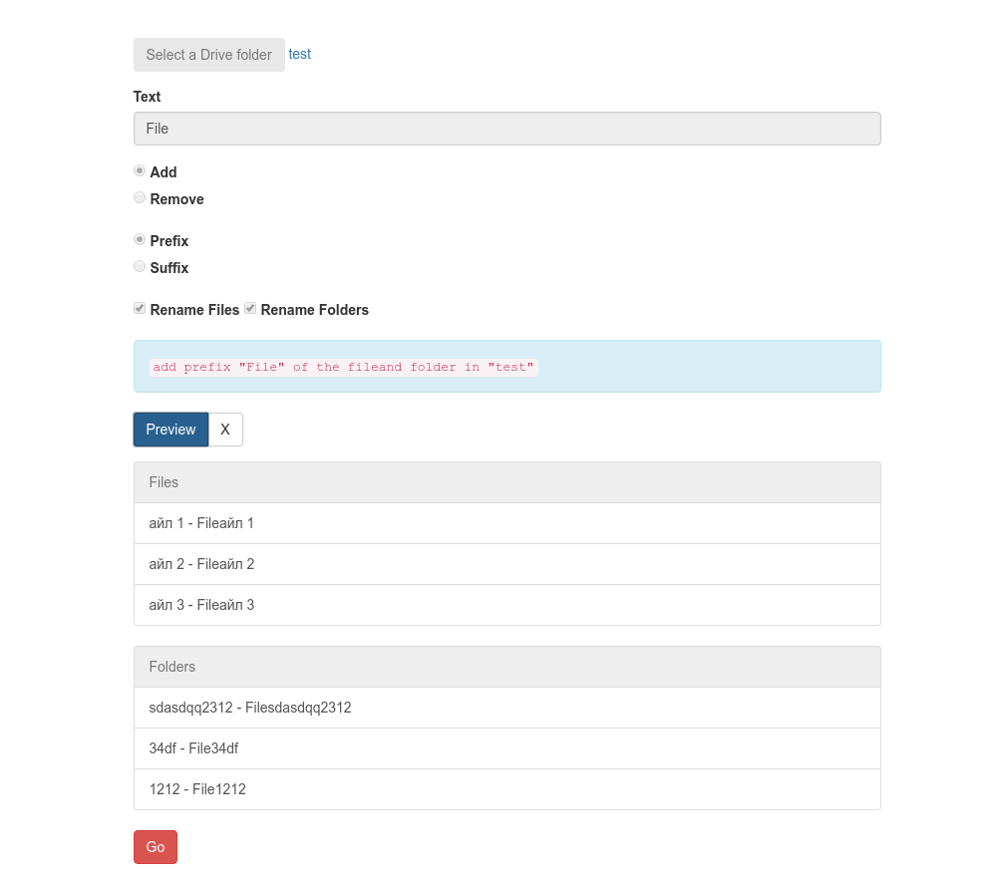 Select a Drive folder test
Text
File
Add
Remove
Prefix
Suffix
Rename Files Rename Folders
add prefix "File" of the fileand folder in "test"
Preview X
Files
айл 1 - Fileайл 1
айл 2 - Fileайл 2
айл 3 - Fileайл 3
Folders
sdasdqq2312 - Filesdasdqq2312
34df - File34df
1212 - File1212
Go